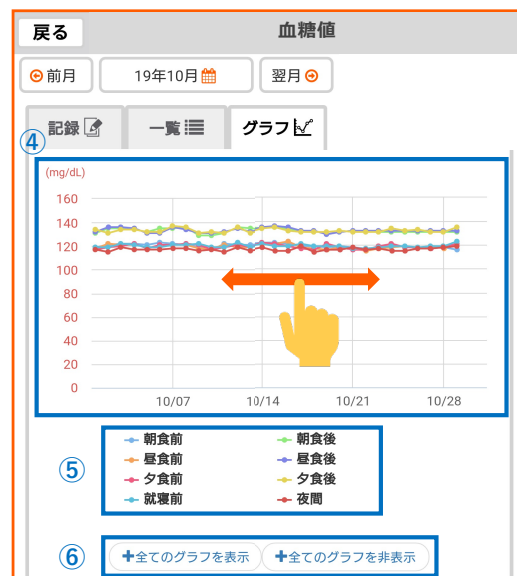 戻る 血糖値
前月 19年10月 翌月
記録 一覧 グラフ
④
(mg/dL)
160
140
120
100
80
60
40
20
0
10/07 10/14 10/21 10/28
⑤
朝食前 朝食後
昼食前 昼食後
夕食前 夕食後
就寝前 夜間
⑥
+全てのグラフを表示 +全てのグラフを非表示